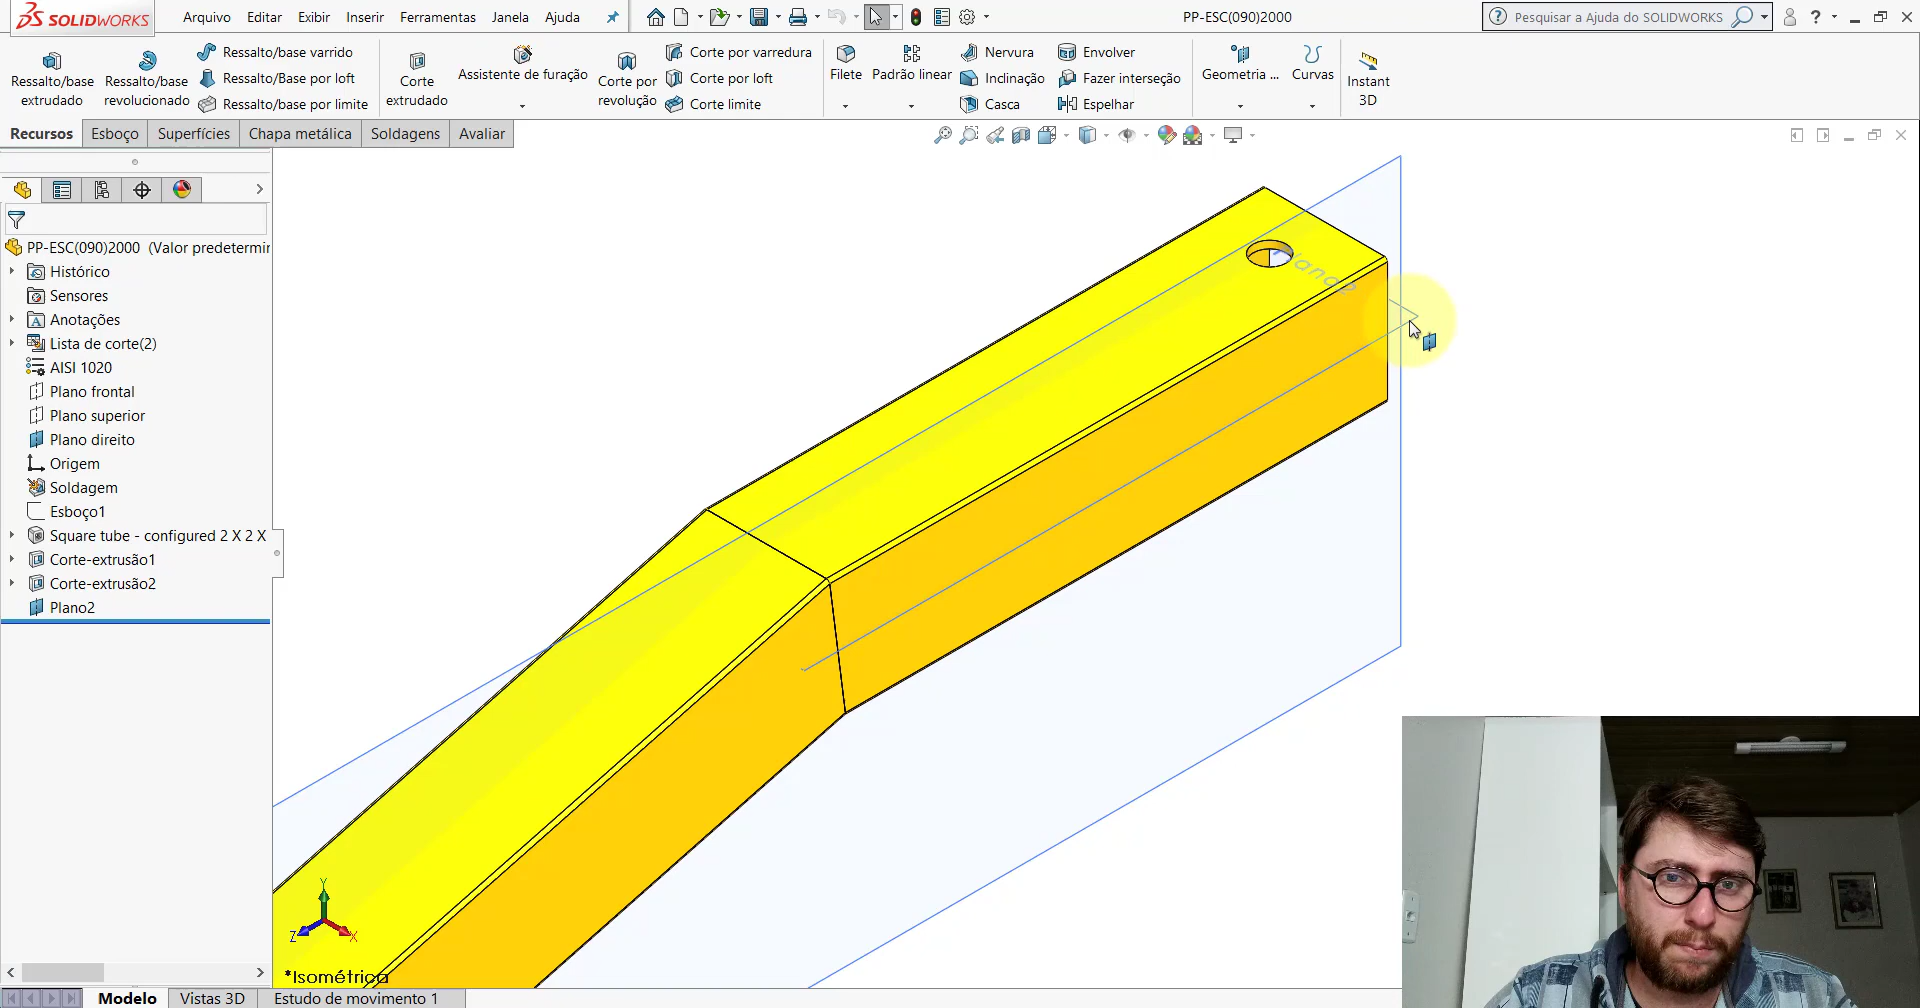 SOLIDWORKS
Arquivo Editar Exibir Inserir Ferramentas Janela Ajuda
PP-ESC(090)2000
Pesquisar a Ajuda do SOLIDWORKS
?
Ressalto/base extrudado
Ressalto/base revolucionado
Ressalto/base varrido
Ressalto/Base por loft
Ressalto/base por limite
Corte extrudado
Assistente de furação
Corte por revolução
Corte por varredura
Corte por loft
Corte limite
Filete
Padrão linear
Nervura
Inclinação
Casca
Envolver
Fazer interseção
Espelhar
Geometria ...
Curvas
Instant 3D
Recursos Esboço Superfícies Chapa metálica Soldagens Avaliar
PP-ESC(090)2000 (Valor predetermin
Histórico
Sensores
Anotações
Lista de corte(2)
AISI 1020
Plano frontal
Plano superior
Plano direito
Origem
Soldagem
Esboço1
Square tube - configured 2 X 2 X
Corte-extrusão1
Corte-extrusão2
Plano2
Plano2
Y
Z
X
*Isométrica
Modelo Vistas 3D Estudo de movimento 1